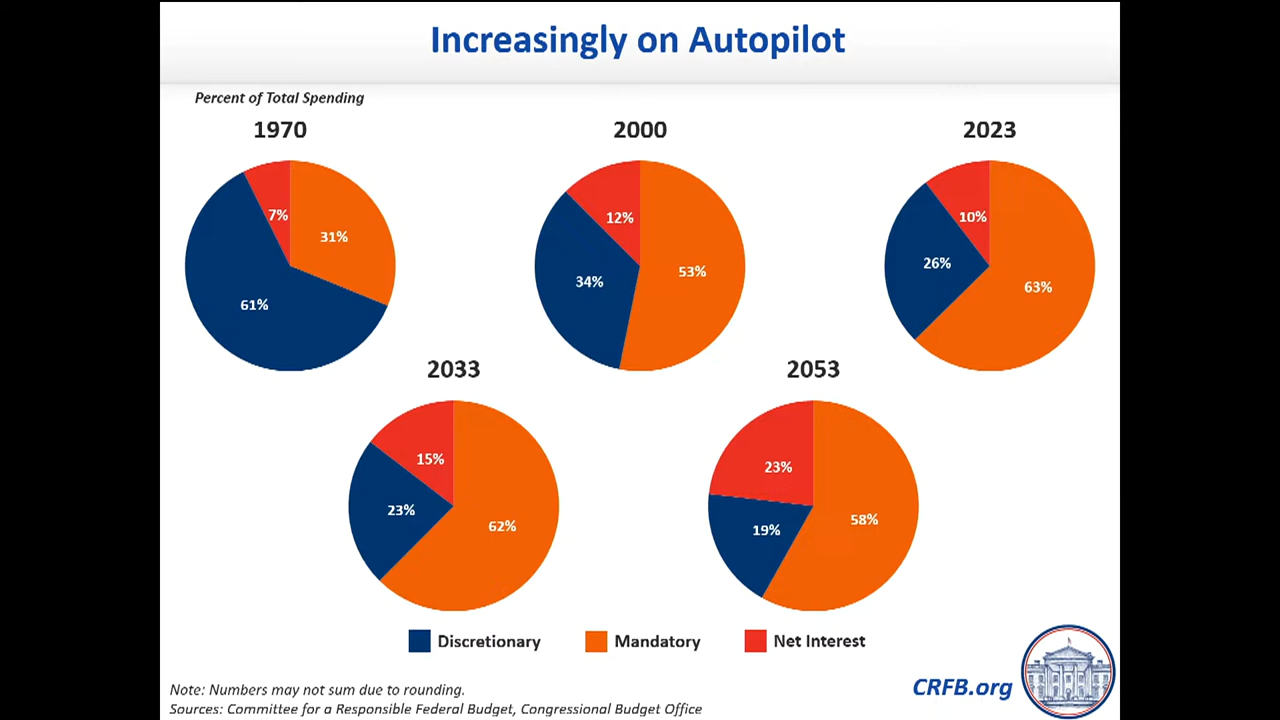 Increasingly on Autopilot
Percent of Total Spending
1970
2000
2023
7%
31%
61%
12%
34%
53%
10%
26%
63%
2033
2053
15%
23%
62%
23%
19%
58%
Discretionary
Mandatory
Net Interest
CRFB.org
Note: Numbers may not sum due to rounding.
Sources: Committee for a Responsible Federal Budget, Congressional Budget Office